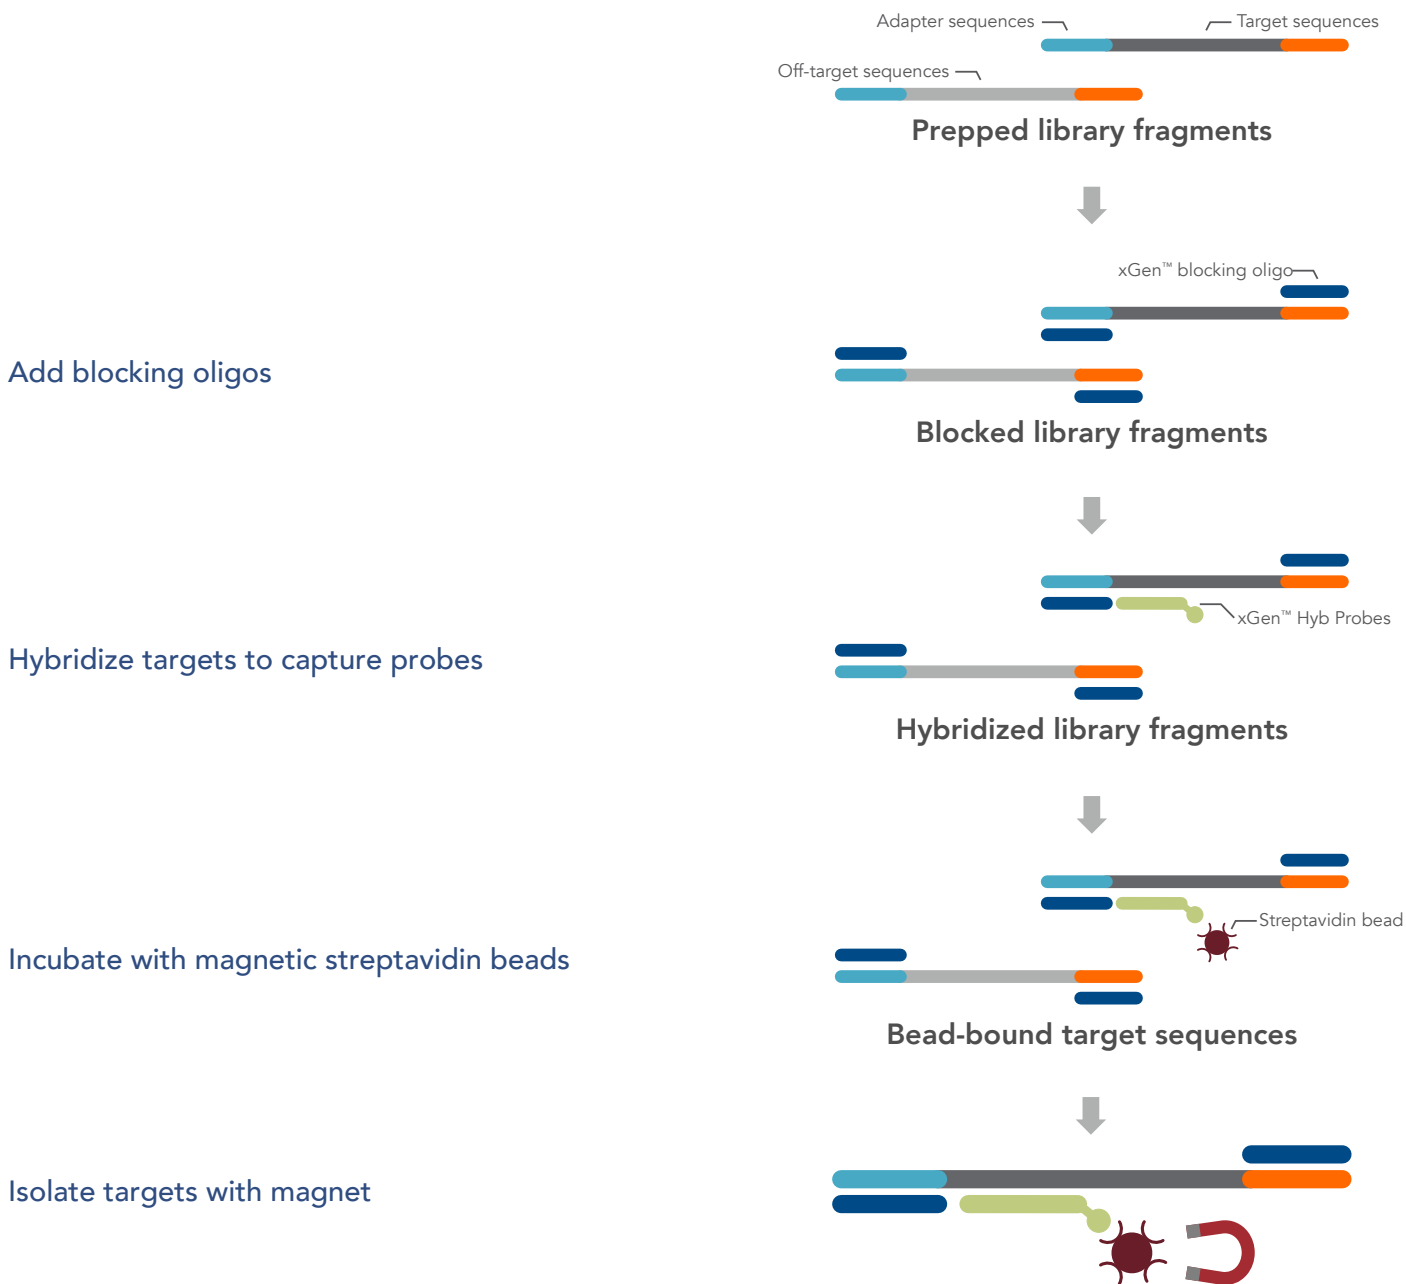 Adapter sequences
Target sequences
Off-target sequences
Prepped library fragments
xGen™ blocking oligo
Add blocking oligos
Blocked library fragments
xGen™ Hyb Probes
Hybridize targets to capture probes
Hybridized library fragments
Streptavidin bead
Incubate with magnetic streptavidin beads
Bead-bound target sequences
Isolate targets with magnet